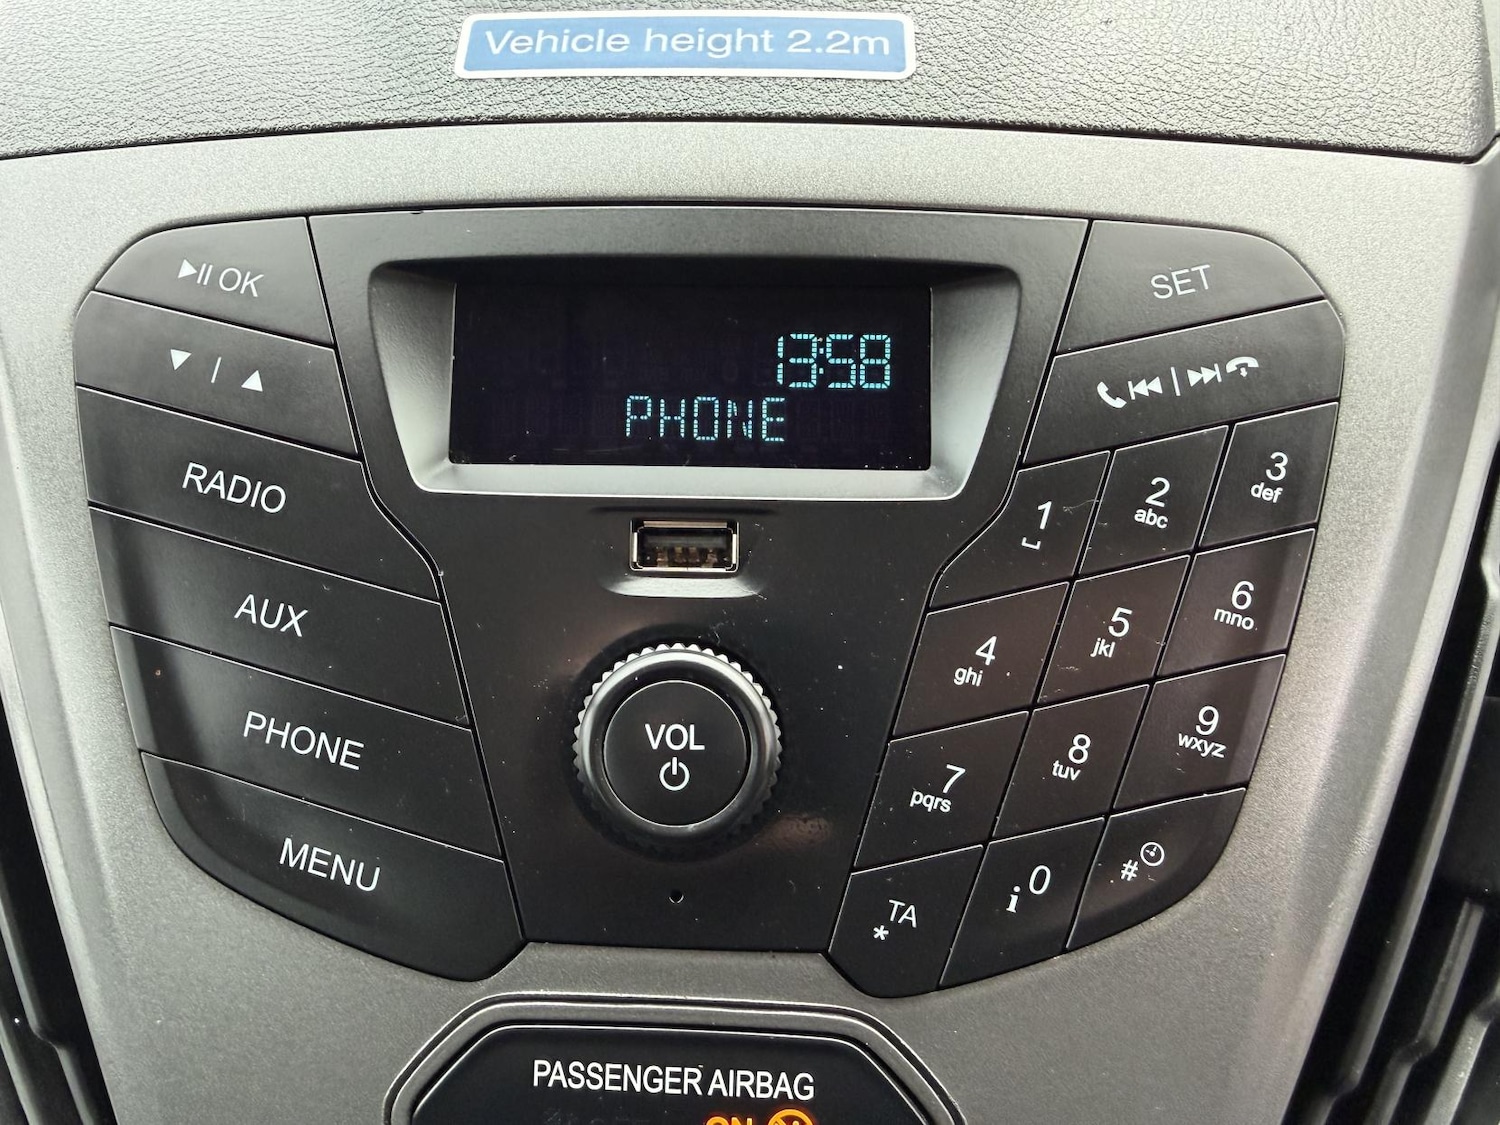 Vehicle height 2.2m
OK
SET
13:58
PHONE
RADIO
AUX
PHONE
MENU
VOL
1
2
abc
3
def
4
ghi
5
jkl
6
mno
7
pqrs
8
tuv
9
wxyz
TA
*
i 0
#
PASSENGER AIRBAG
ON